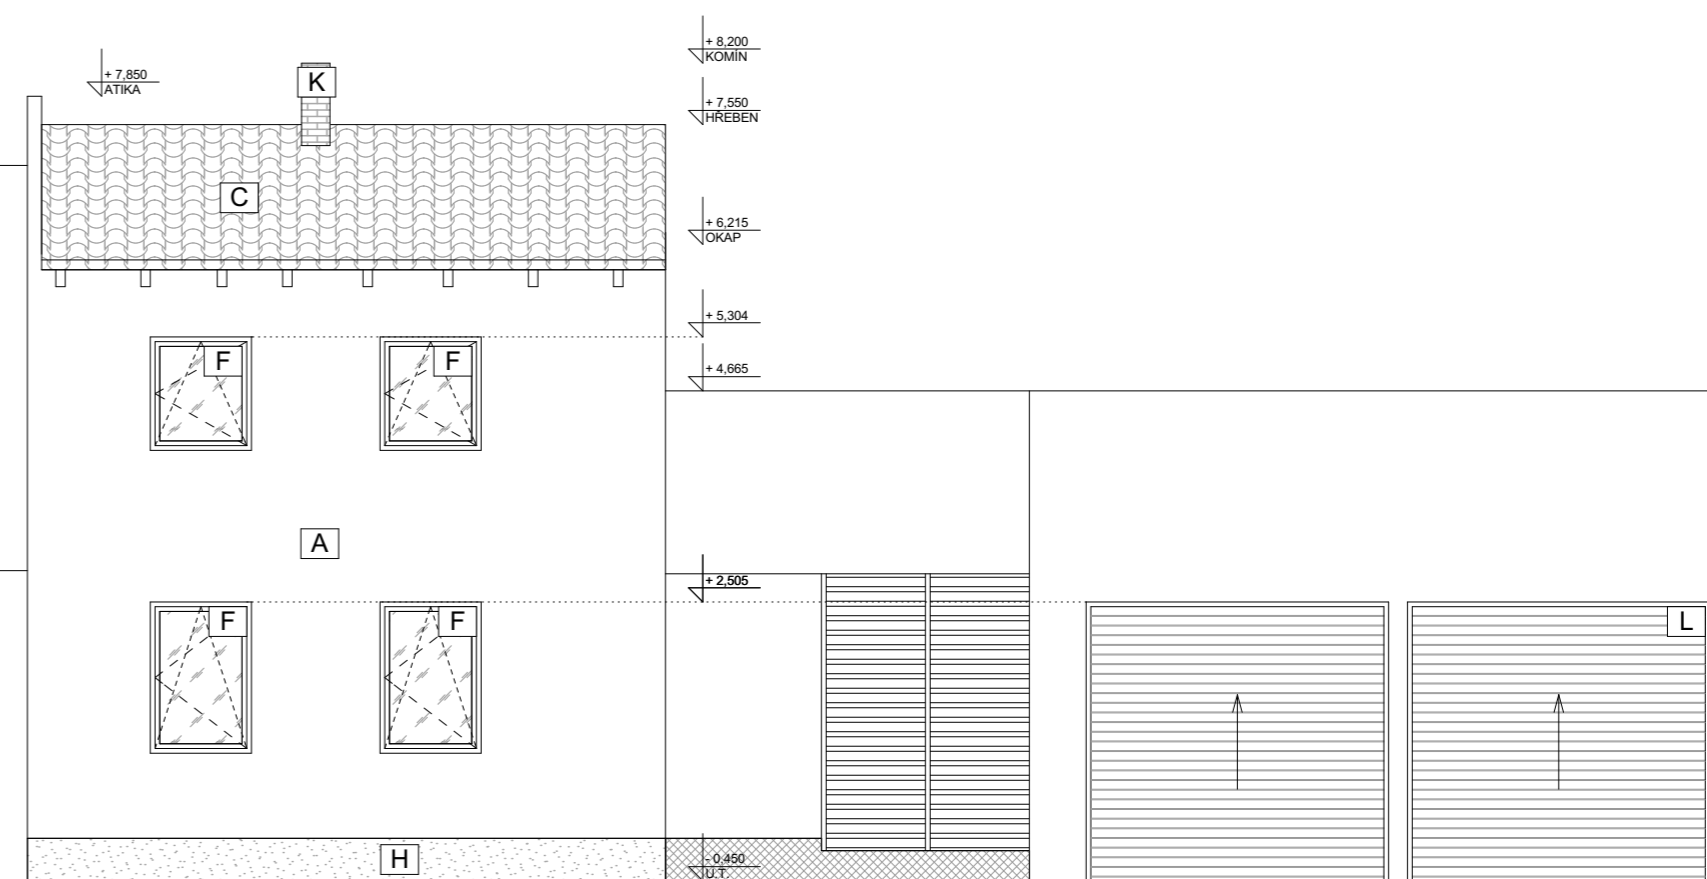 + 8,200
KOMÍN
+ 7,850
ATIKA
K
+ 7,550
HŘEBEN
C
+ 6,215
OKAP
+ 5,304
F
F
+ 4,665
A
+ 2,505
F
F
L
H
- 0,450
U.T.